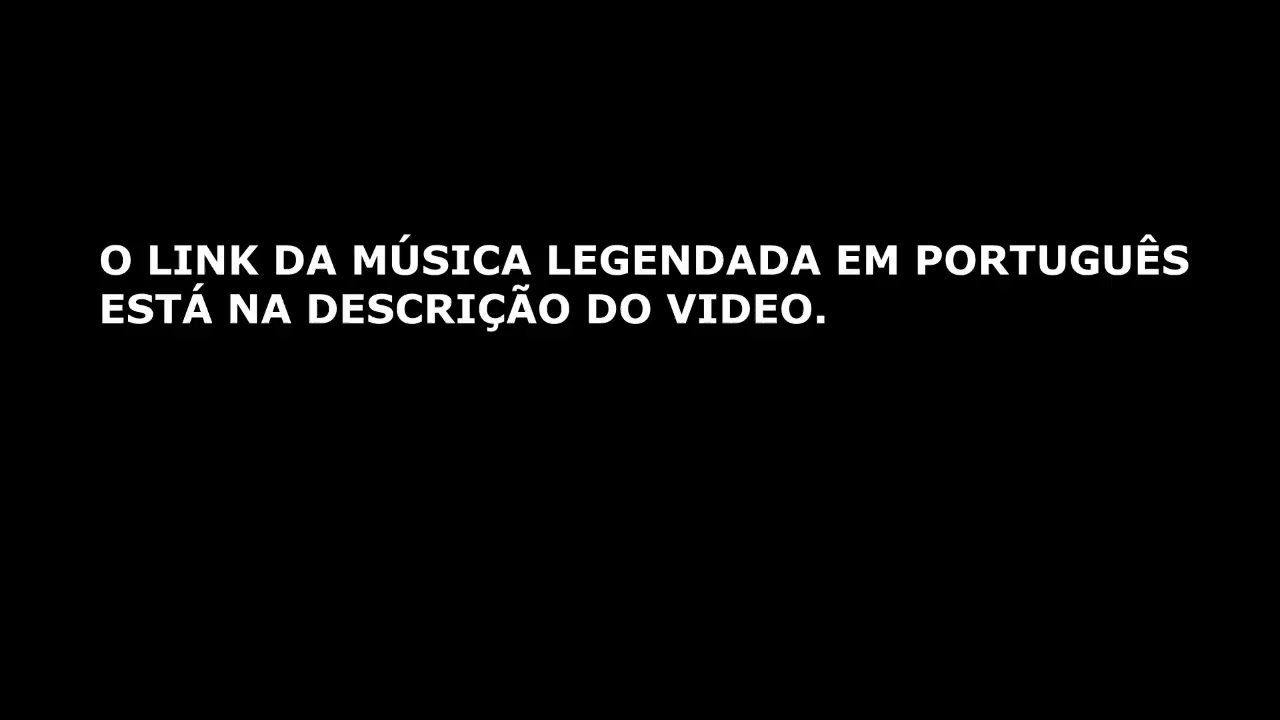 O LINK DA MÚSICA LEGENDADA EM PORTUGUÊS
ESTÁ NA DESCRIÇÃO DO VIDEO.